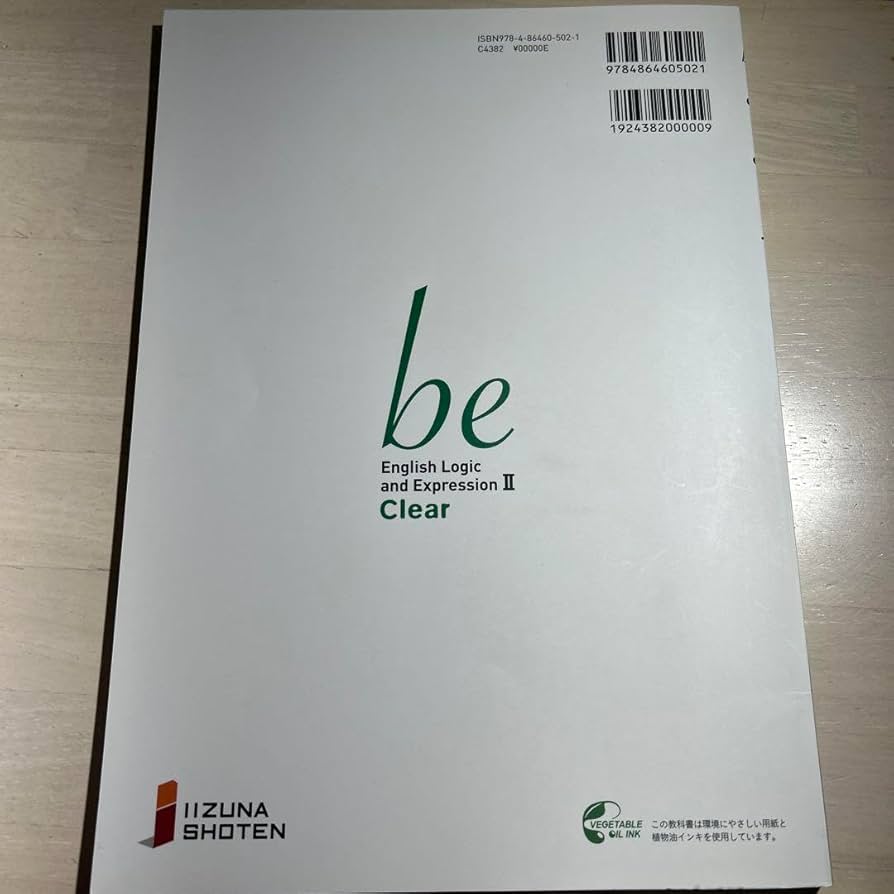 ISBN978-4-86460-502-1
C4382 ¥00000E
9784864605021
1924382000009
be
English Logic
and Expression Ⅱ
Clear
IIZUNA
SHOTEN
VEGETABLE
OIL INK
この教科書は環境にやさしい用紙と
植物油インキを使用しています。